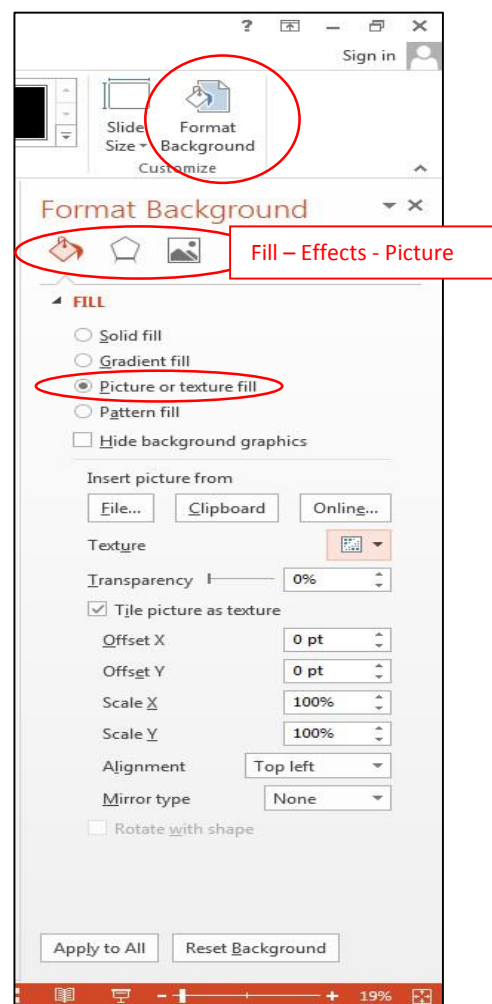 ?
Sign in
Slide
Size
Format
Background
Customize
Format Background
Fill – Effects - Picture
FILL
Solid fill
Gradient fill
Picture or texture fill
Pattern fill
Hide background graphics
Insert picture from
File... Clipboard Online...
Texture
Transparency 0%
Tile picture as texture
Offset X 0 pt
Offset Y 0 pt
Scale X 100%
Scale Y 100%
Alignment Top left
Mirror type None
Rotate with shape
Apply to All Reset Background
19%